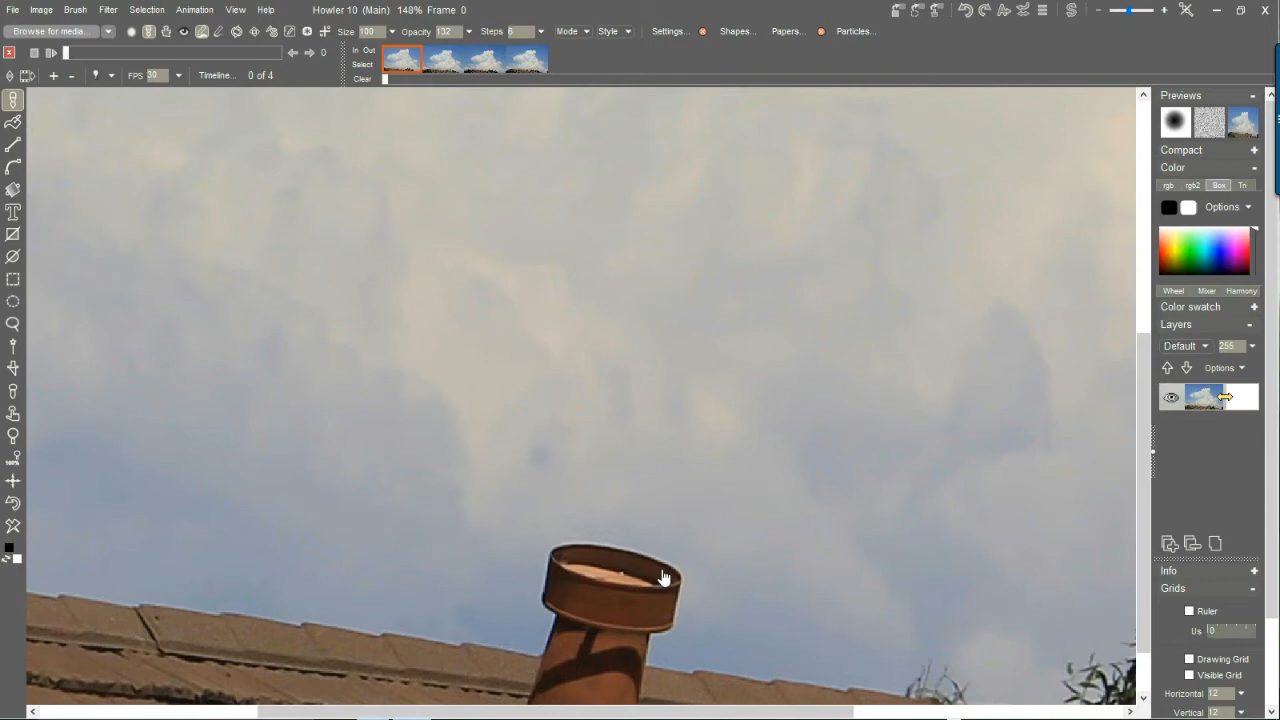 File Image Brush Filter Selection Animation View Help Howler 10 (Main) 148% Frame 0
Browse for media... Size 100 Opacity 132 Steps 6 Mode Style Settings... Shapes... Papers... Particles...
0 In Out
Select
FPS 30 Timeline... 0 of 4 Clear
Previews
Compact
Color
rgb rgb2 Box Tri
Options
Wheel Mixer Harmony
Color swatch
Layers
Default 255
Options
100%
Info
Grids
Ruler
Us 0
Drawing Grid
Visible Grid
Horizontal 12
Vertical 12